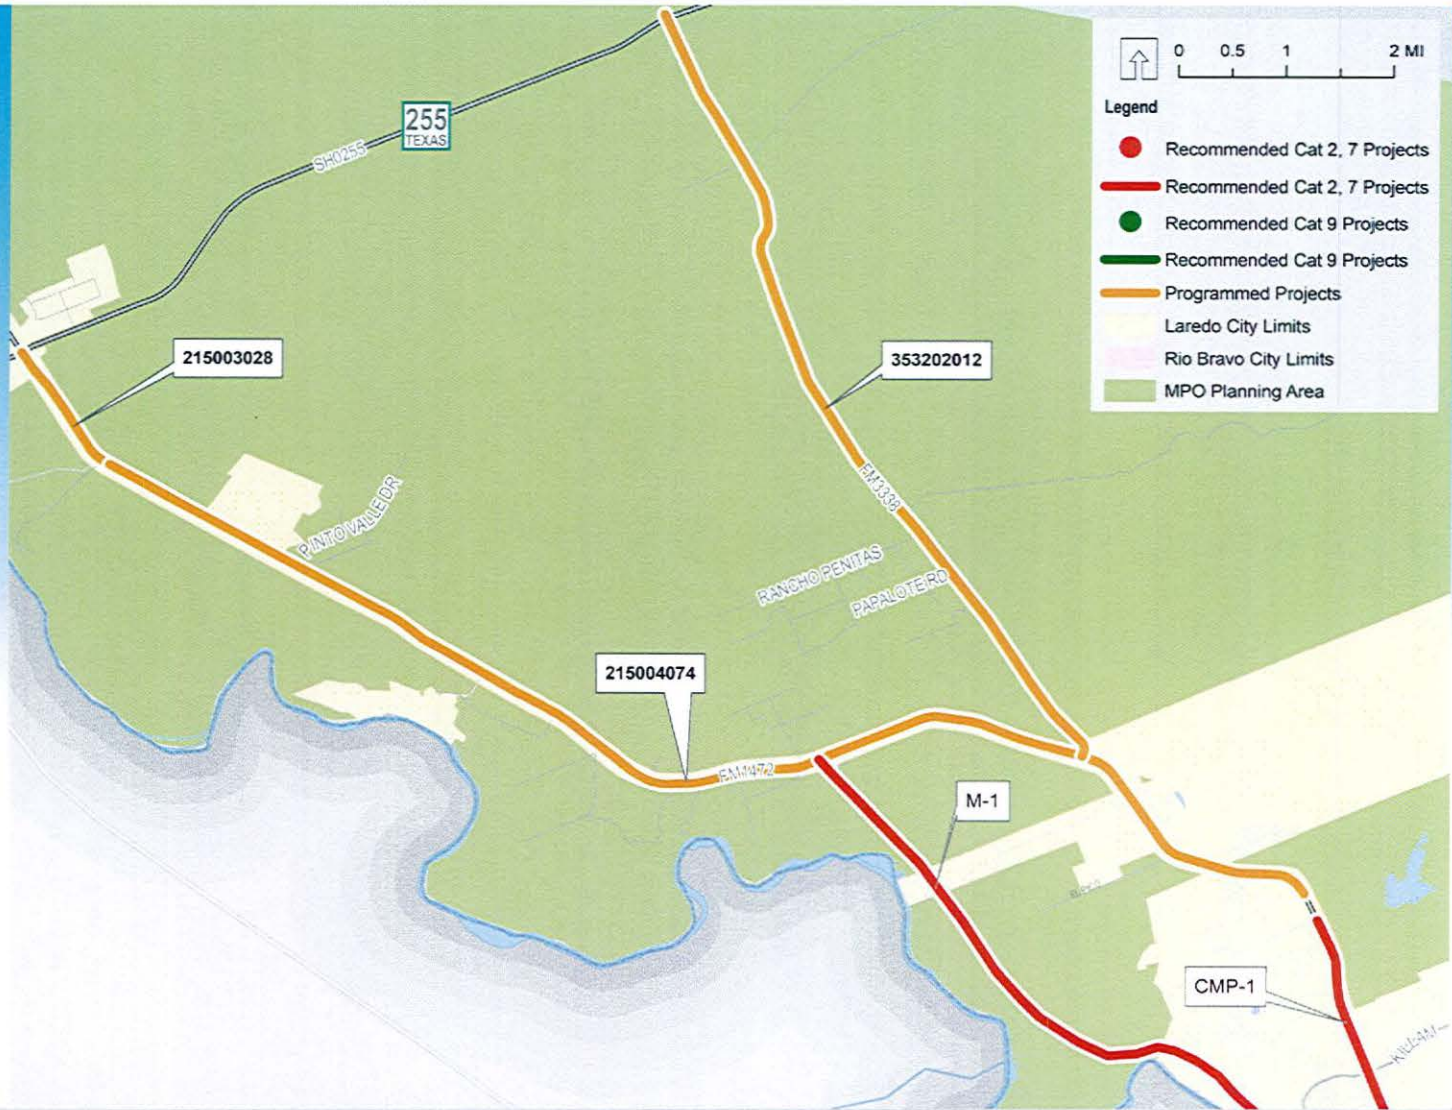 0 0.5 1 2 MI
Legend
Recommended Cat 2, 7 Projects
Recommended Cat 2, 7 Projects
Recommended Cat 9 Projects
Recommended Cat 9 Projects
Programmed Projects
Laredo City Limits
Rio Bravo City Limits
MPO Planning Area
255
TEXAS
SH0255
215003028
353202012
FM3338
PINTO VALLE DR
RANCHO PENITAS
PAPALOTE RD
215004074
FM1472
M-1
CMP-1
KILLAM